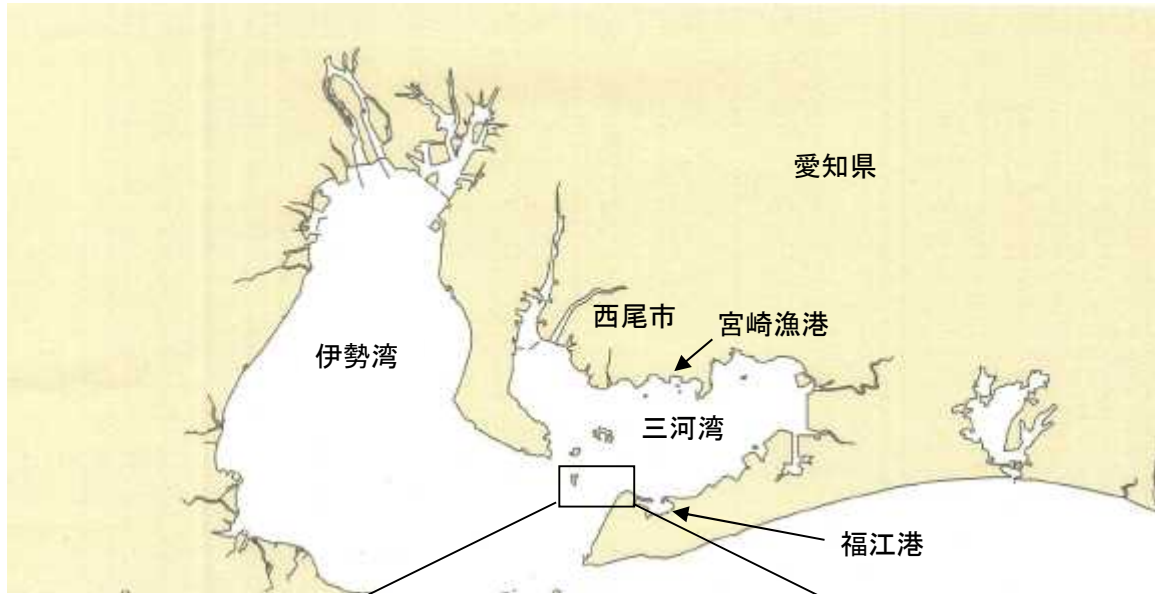 愛知県
西尾市
宮崎漁港
伊勢湾
三河湾
福江港